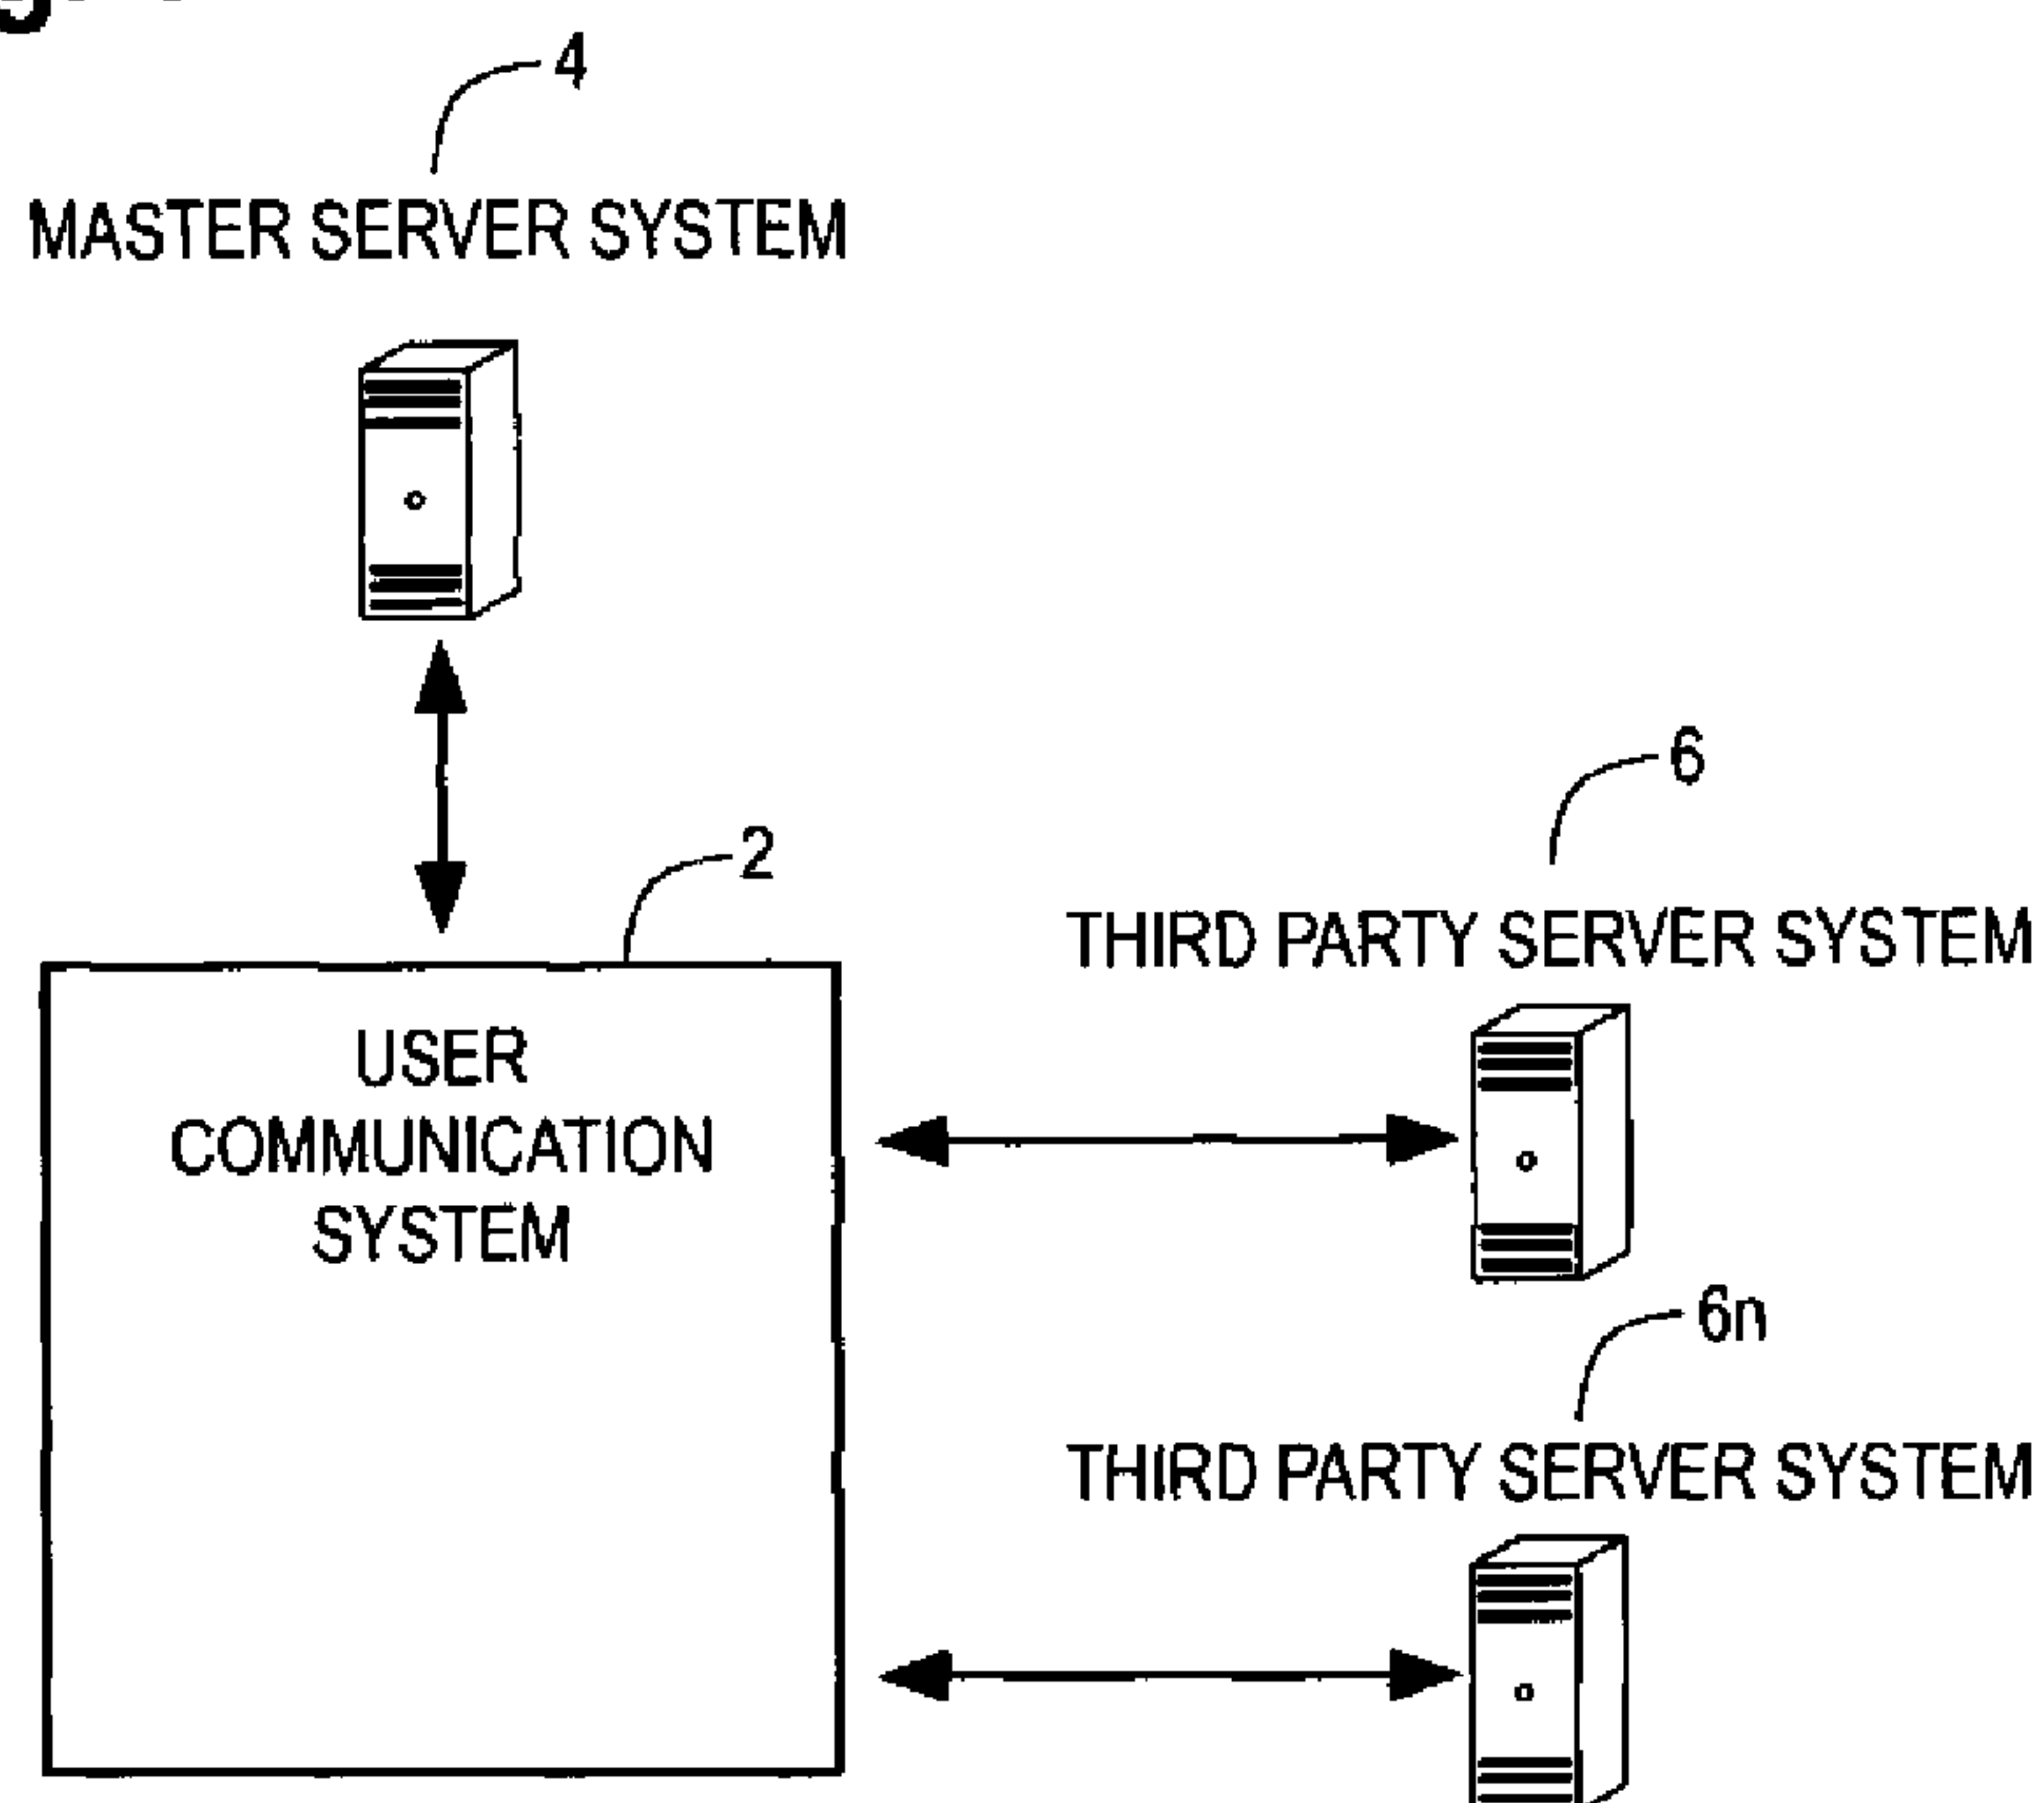 4
MASTER SERVER SYSTEM
2
USER
COMMUNICATION
SYSTEM
6
THIRD PARTY SERVER SYSTEM
6n
THIRD PARTY SERVER SYSTEM